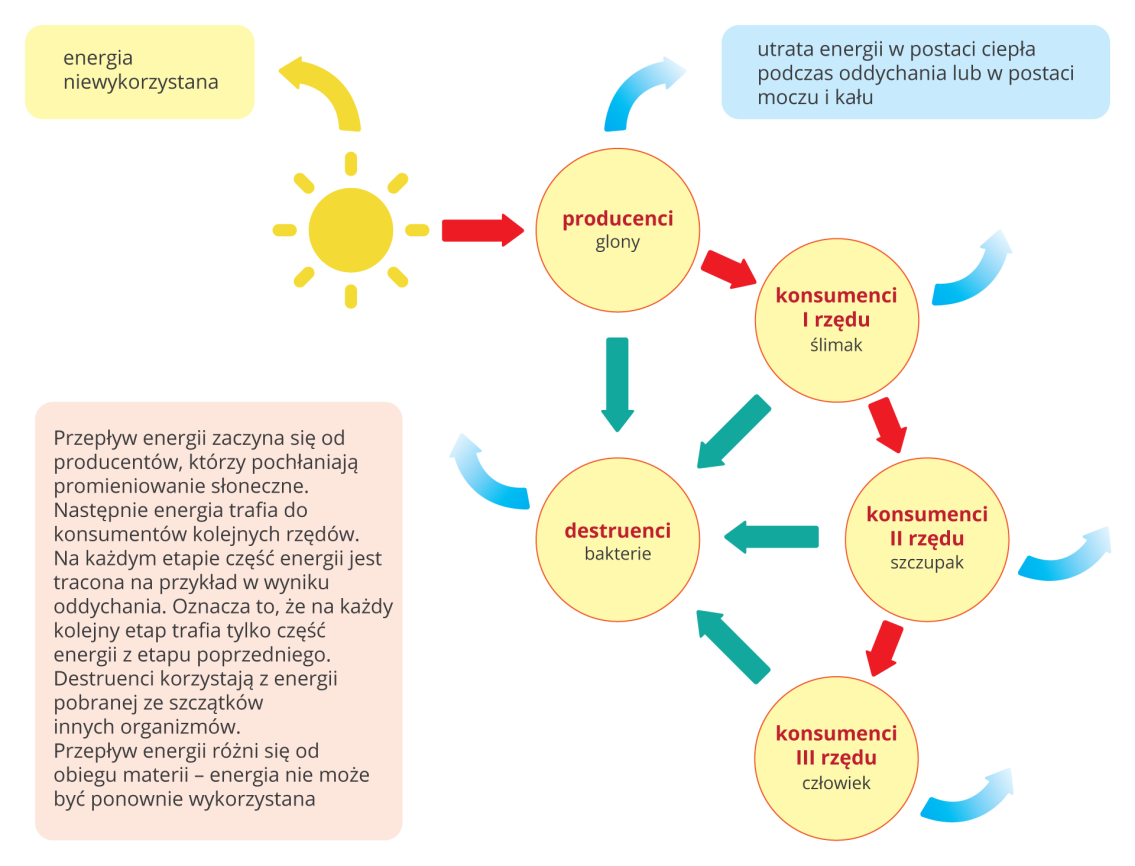 energia
niewykorzystana
utrata energii w postaci ciepła
podczas oddychania lub w postaci
moczu i kału
producenci
glony
konsumenci
I rzędu
ślimak
konsumenci
II rzędu
szczupak
destruenci
bakterie
konsumenci
III rzędu
człowiek
Przepływ energii zaczyna się od
producentów, którzy pochłaniają
promieniowanie słoneczne.
Następnie energia trafia do
konsumentów kolejnych rzędów.
Na każdym etapie część energii jest
tracona na przykład w wyniku
oddychania. Oznacza to, że na każdy
kolejny etap trafia tylko część
energii z etapu poprzedniego.
Destruenci korzystają z energii
pobranej ze szczątków
innych organizmów.
Przepływ energii różni się od
obiegu materii – energia nie może
być ponownie wykorzystana